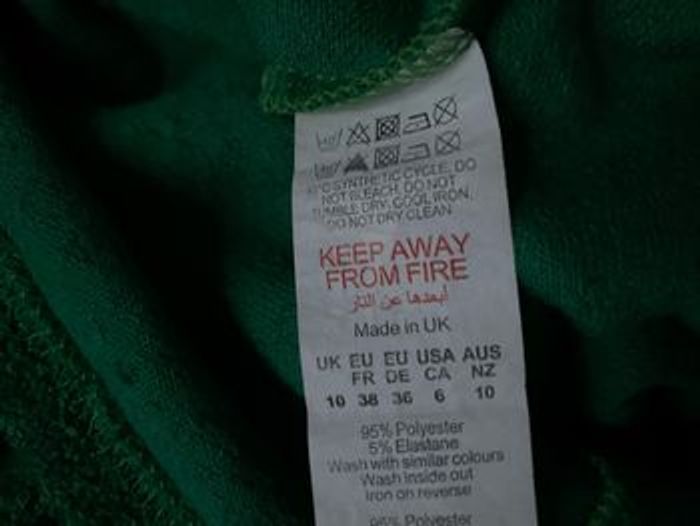 SYNTHETIC CYCLE, DO
NOT BLEACH, DO NOT
TUMBLE DRY, COOL IRON,
DO NOT DRY CLEAN
KEEP AWAY
FROM FIRE
أبعدها عن النار
Made in UK
UK EU EU USA AUS
FR DE CA NZ
10 38 36 6 10
95% Polyester
5% Elastane
Wash with similar colours
Wash inside out
Iron on reverse
95% Polyester